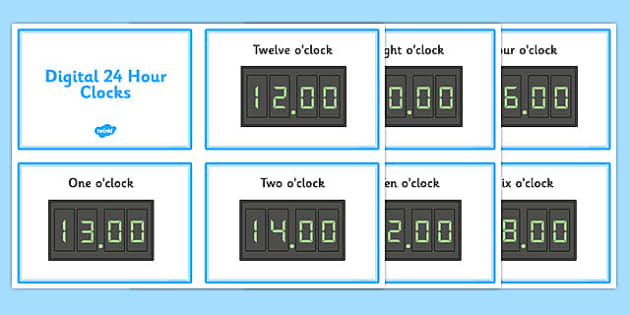 Digital 24 Hour
Clocks
twinkl
Twelve o'clock
12.00
ght o'clock
0.00
our o'clock
6.00
One o'clock
13.00
Two o'clock
14.00
en o'clock
2.00
ix o'clock
8.00